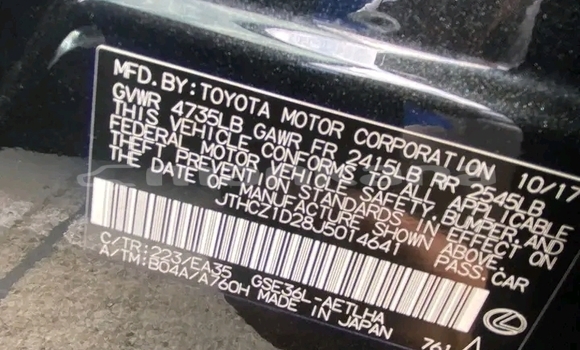 MFD. BY: TOYOTA MOTOR CORPORATION 10/17
GVWR 4735LB GAWR FR 2415LB RR 2545LB
THIS VEHICLE CONFORMS TO ALL APPLICABLE
FEDERAL MOTOR VEHICLE SAFETY, BUMPER, AND
THEFT PREVENTION STANDARDS IN EFFECT ON
THE DATE OF MANUFACTURE SHOWN ABOVE.
JTHCZ1D28J5014641 PASS. CAR
C/TR: 223/EA35 GSE36L-AETLHA
A/TM: B04A/A760H MADE IN JAPAN 761 A